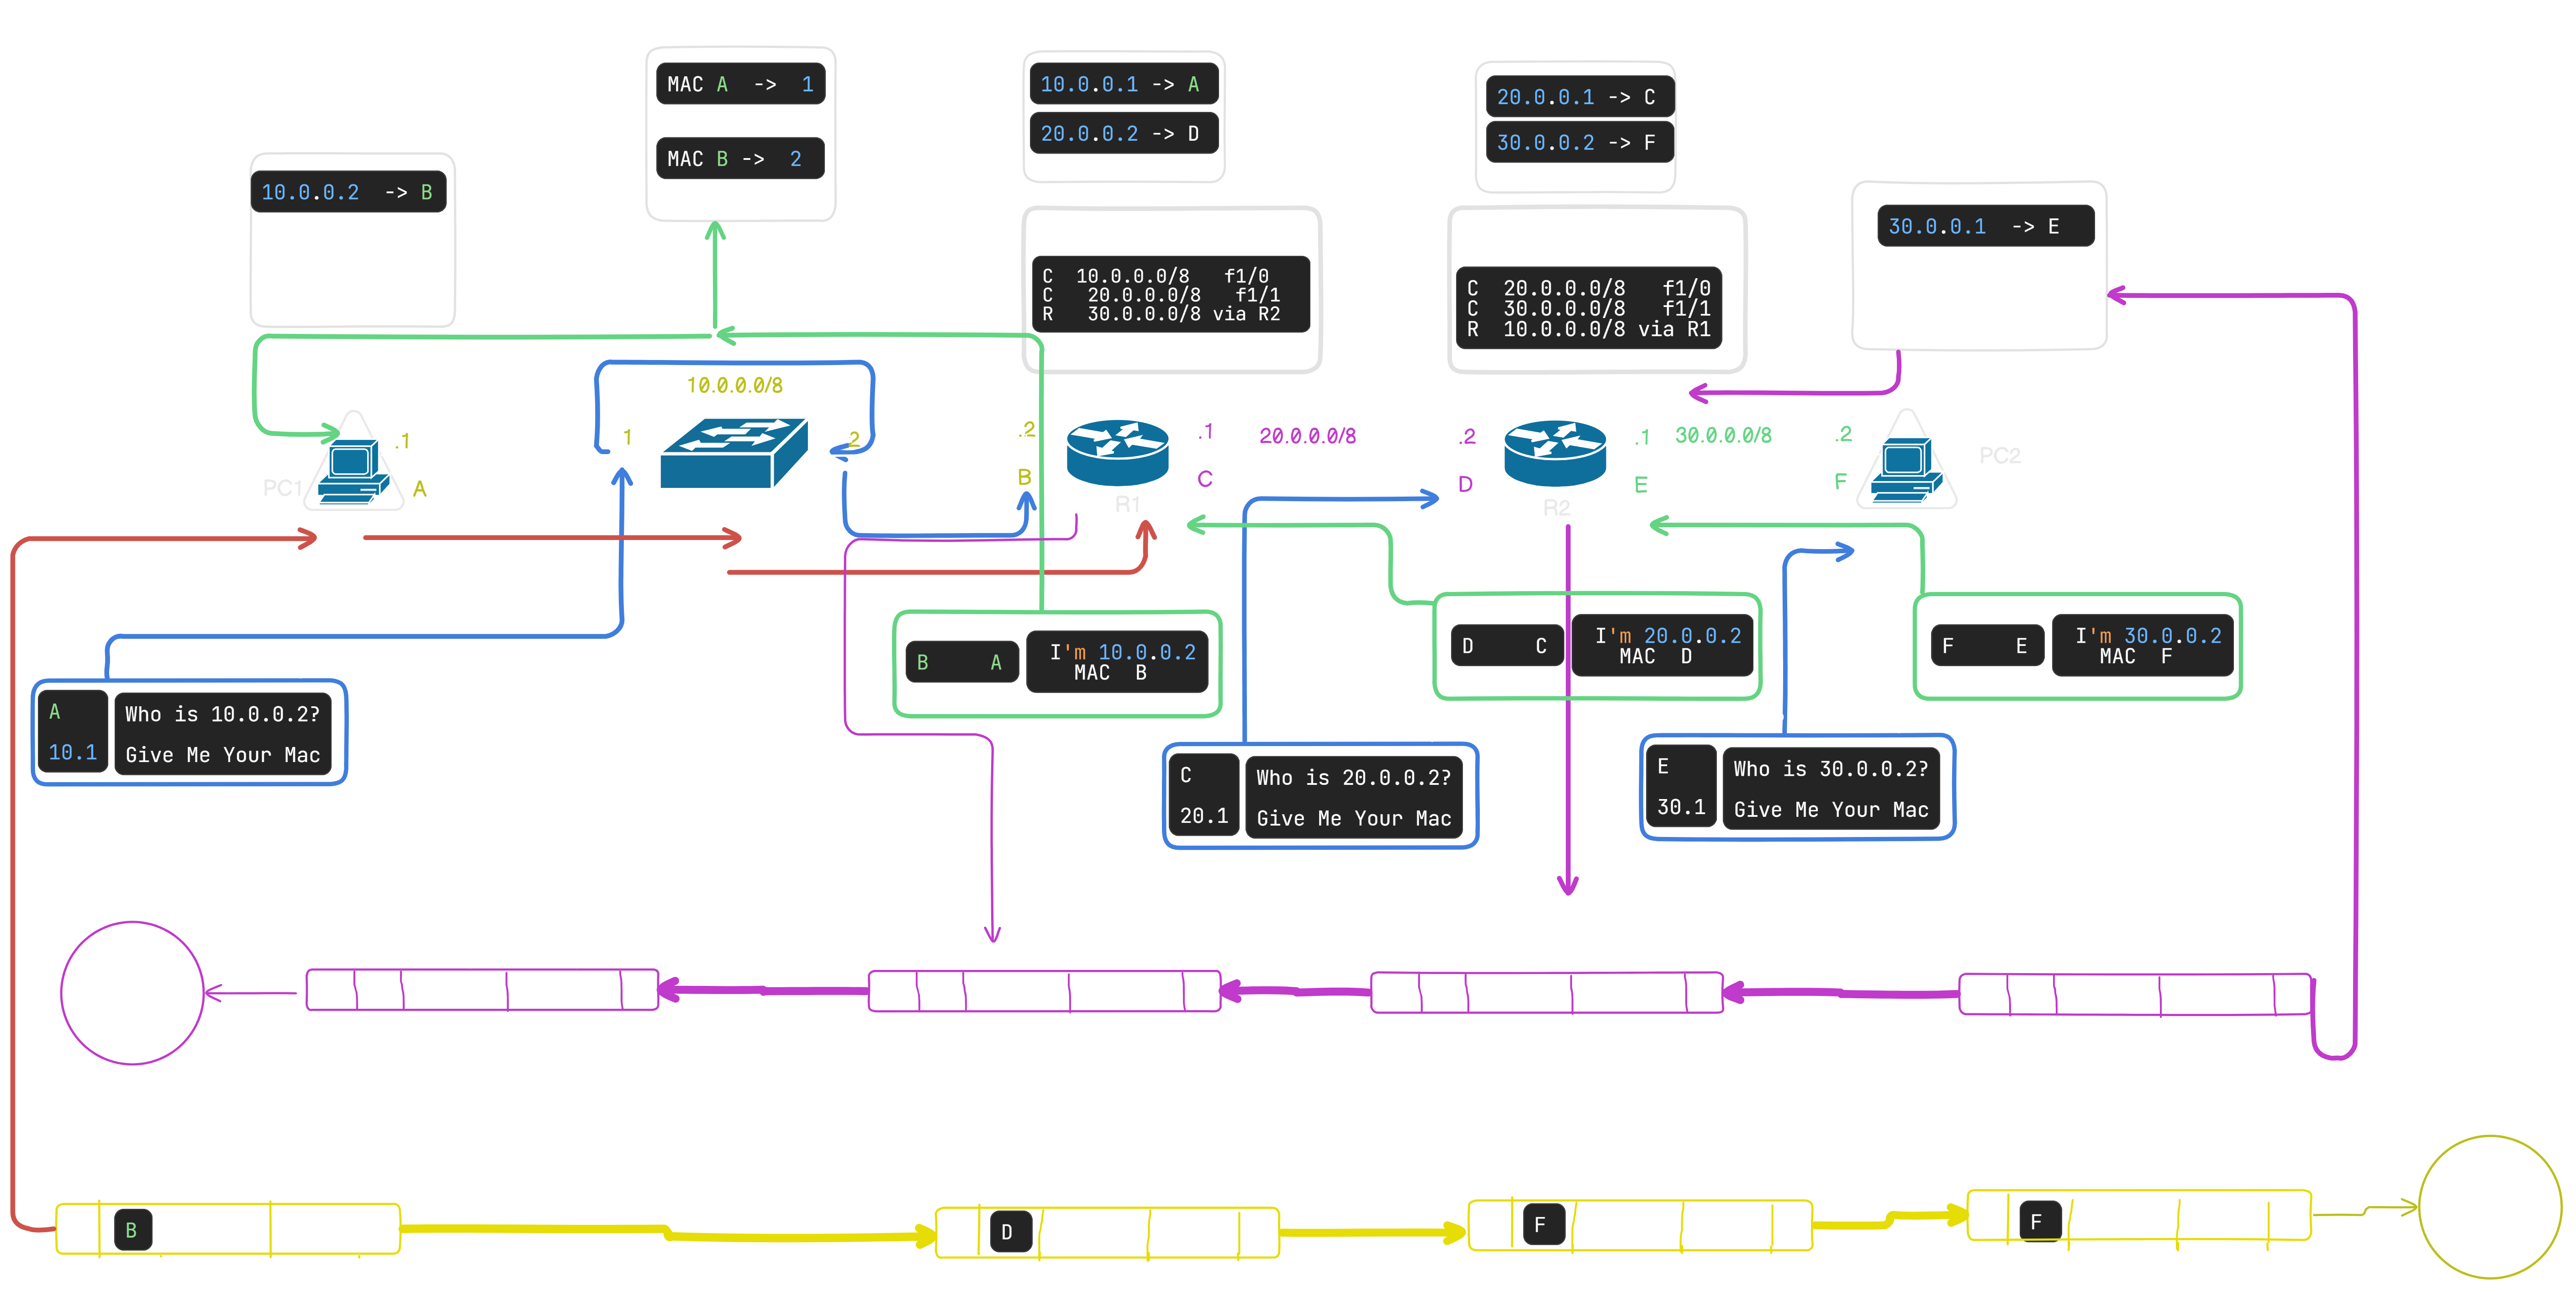 MAC A -> 1
MAC B -> 2
10.0.0.1 -> A
20.0.0.2 -> D
20.0.0.1 -> C
30.0.0.2 -> F
10.0.0.2 -> B
30.0.0.1 -> E
C 10.0.0.0/8 f1/0
C 20.0.0.0/8 f1/1
R 30.0.0.0/8 via R2
C 20.0.0.0/8 f1/0
C 30.0.0.0/8 f1/1
R 10.0.0.0/8 via R1
10.0.0.0/8
.1
1
2
.2
.1
20.0.0.0/8
.2
.1
30.0.0.0/8
.2
PC2
PC1
A
B
C
D
E
F
R1
R2
B A
I'm 10.0.0.2
MAC B
D C
I'm 20.0.0.2
MAC D
F E
I'm 30.0.0.2
MAC F
A
10.1
Who is 10.0.0.2?
Give Me Your Mac
C
20.1
Who is 20.0.0.2?
Give Me Your Mac
E
30.1
Who is 30.0.0.2?
Give Me Your Mac
B
D
F
F